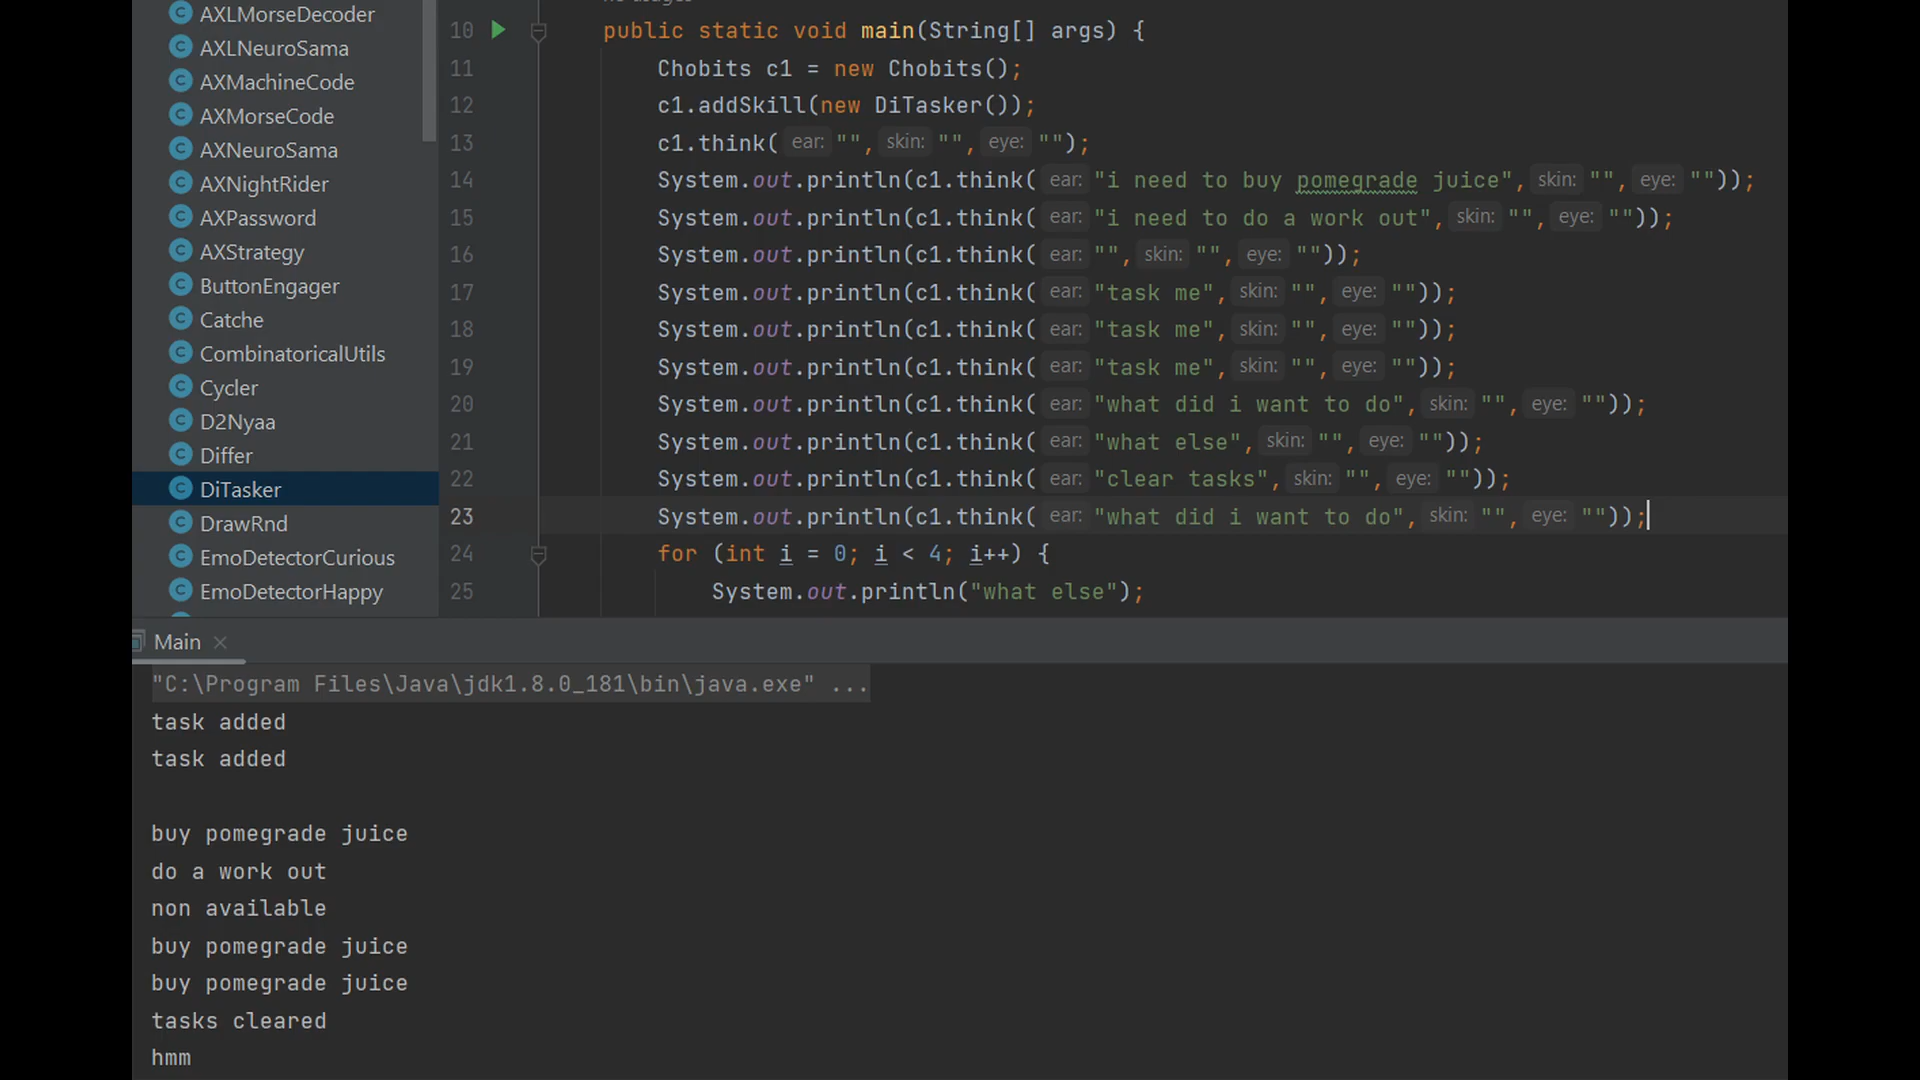 AXLMorseDecoder
AXLNeuroSama
AXMachineCode
AXMorseCode
AXNeuroSama
AXNightRider
AXPassword
AXStrategy
ButtonEngager
Catche
CombinatoricalUtils
Cycler
D2Nyaa
Differ
DiTasker
DrawRnd
EmoDetectorCurious
EmoDetectorHappy
10 public static void main(String[] args) {
11 Chobits c1 = new Chobits();
12 c1.addSkill(new DiTasker());
13 c1.think( ear: "", skin: "", eye: "");
14 System.out.println(c1.think( ear: "i need to buy pomegrade juice", skin: "", eye: ""));
15 System.out.println(c1.think( ear: "i need to do a work out", skin: "", eye: ""));
16 System.out.println(c1.think( ear: "", skin: "", eye: ""));
17 System.out.println(c1.think( ear: "task me", skin: "", eye: ""));
18 System.out.println(c1.think( ear: "task me", skin: "", eye: ""));
19 System.out.println(c1.think( ear: "task me", skin: "", eye: ""));
20 System.out.println(c1.think( ear: "what did i want to do", skin: "", eye: ""));
21 System.out.println(c1.think( ear: "what else", skin: "", eye: ""));
22 System.out.println(c1.think( ear: "clear tasks", skin: "", eye: ""));
23 System.out.println(c1.think( ear: "what did i want to do", skin: "", eye: ""));
24 for (int i = 0; i < 4; i++) {
25 System.out.println("what else");
Main
"C:\Program Files\Java\jdk1.8.0_181\bin\java.exe" ...
task added
task added
buy pomegrade juice
do a work out
non available
buy pomegrade juice
buy pomegrade juice
tasks cleared
hmm